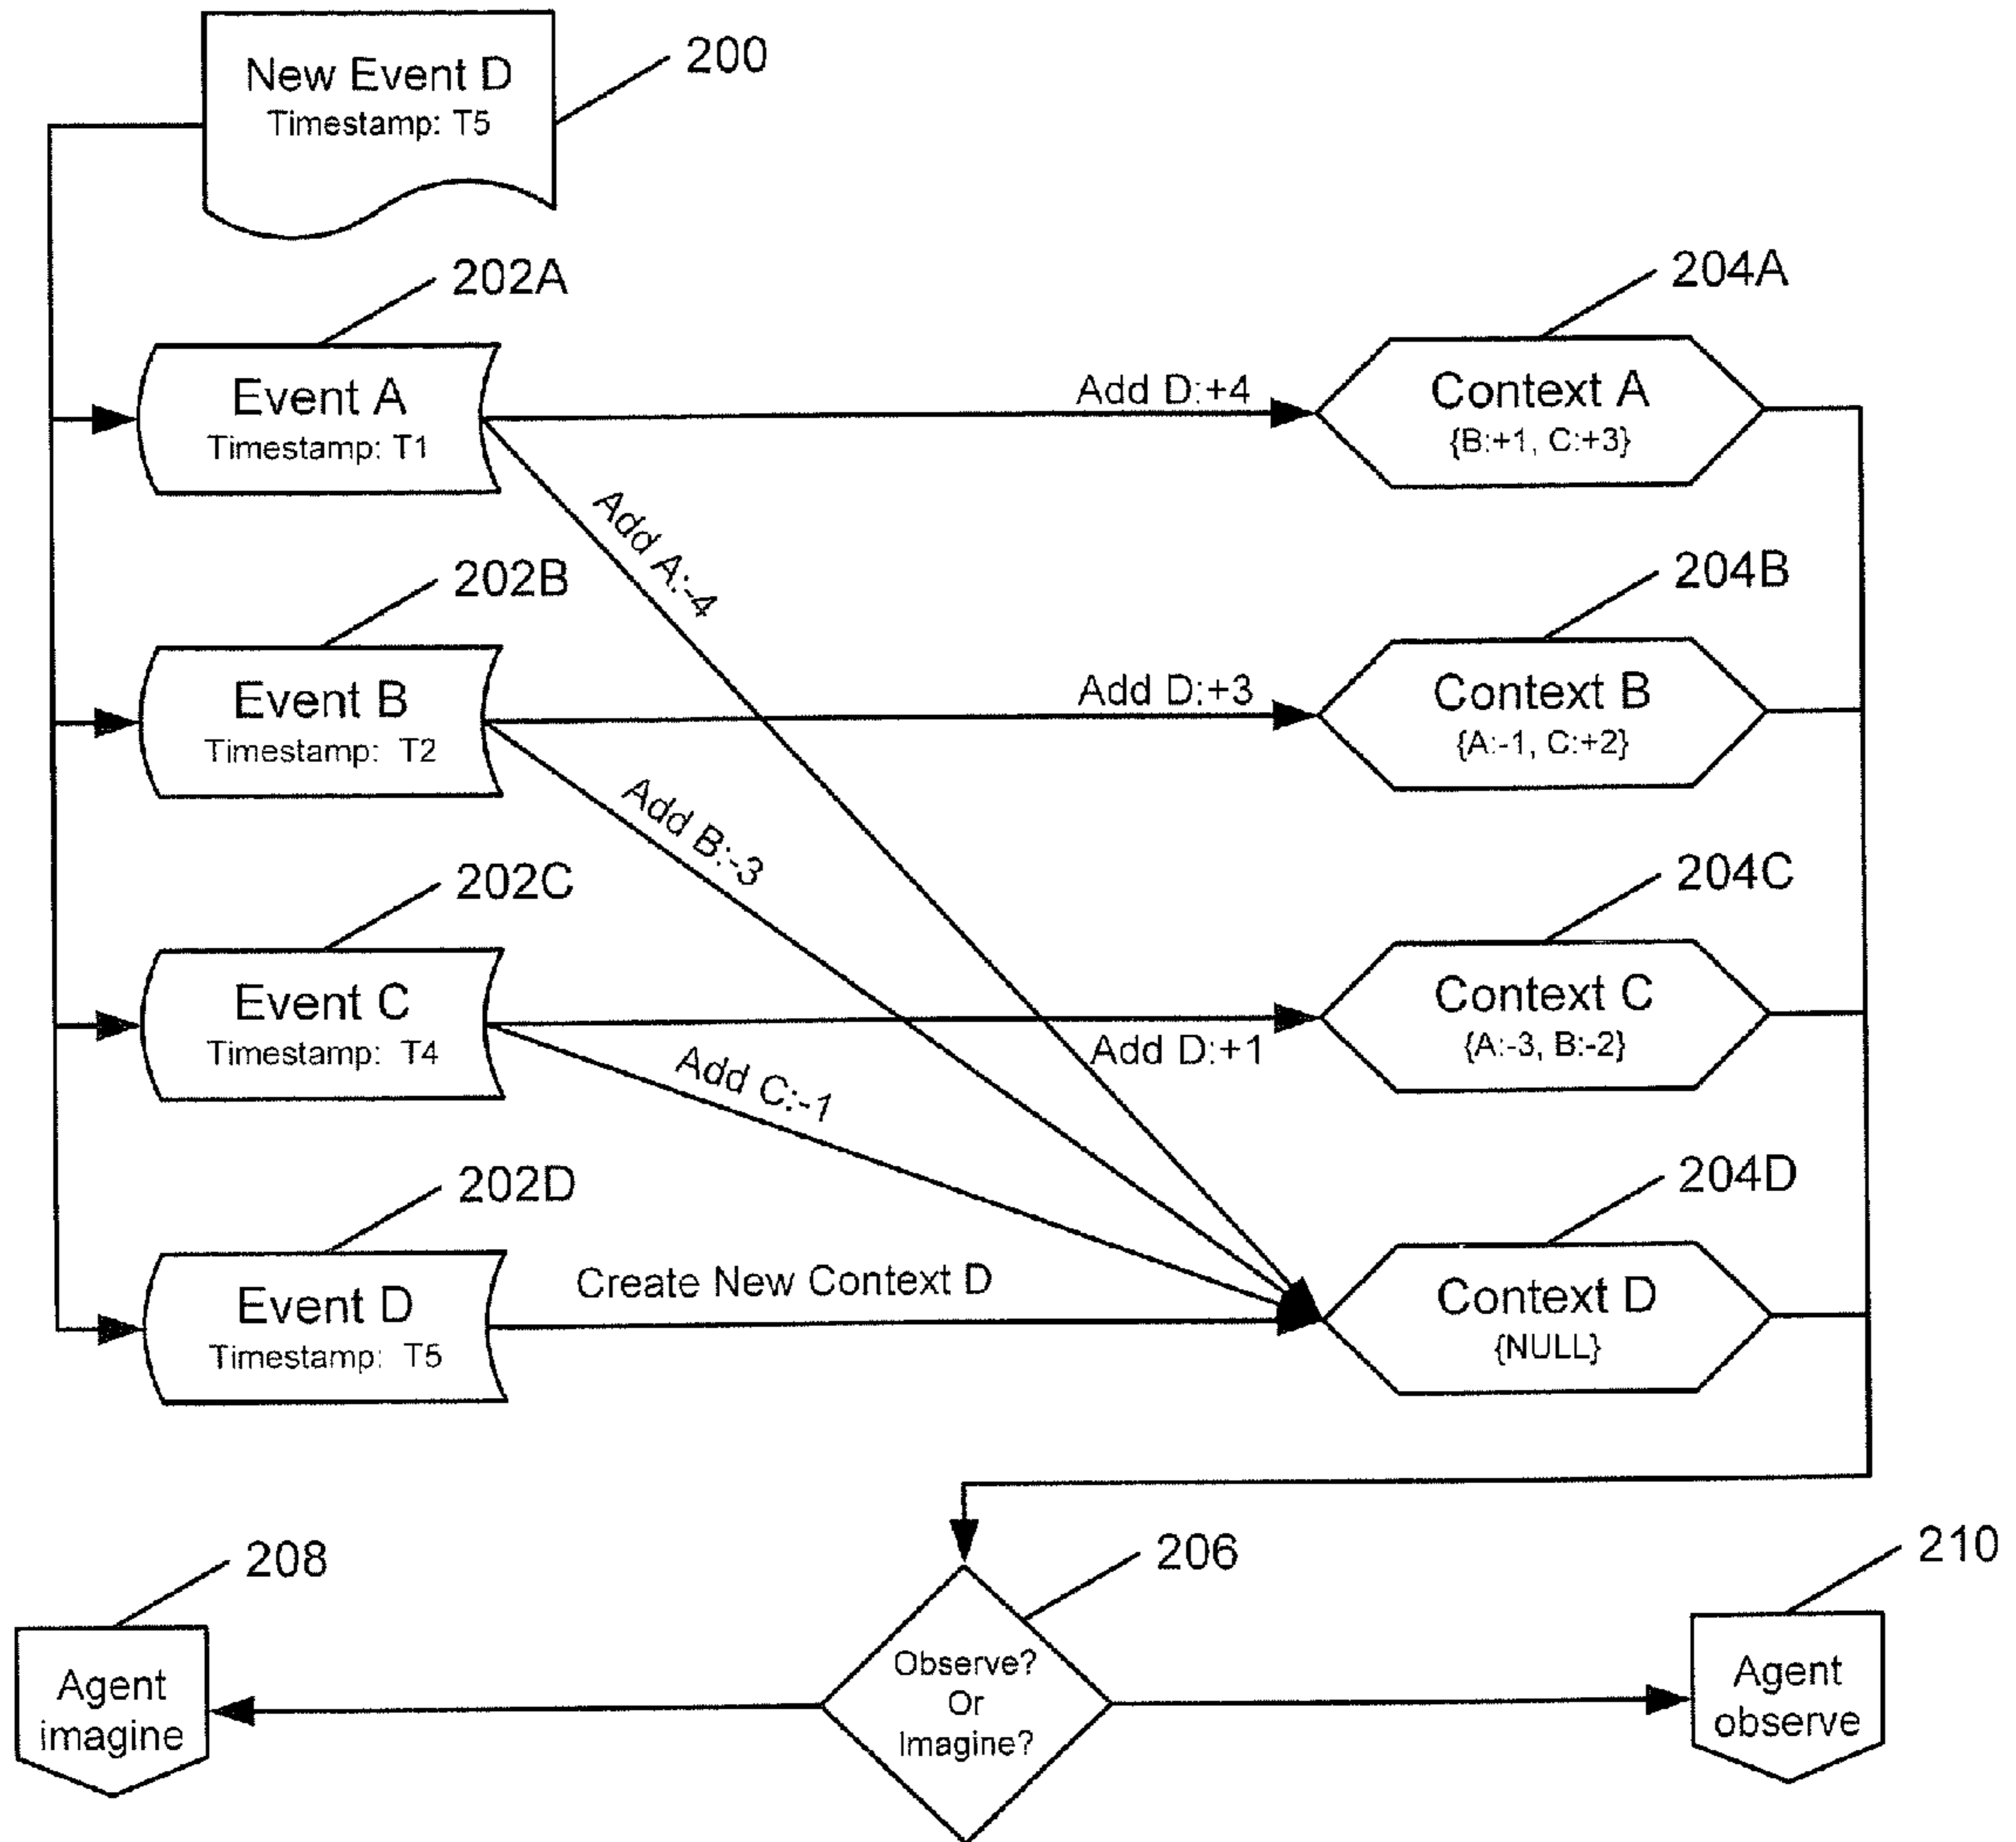 New Event D
Timestamp: T5
200
202A
204A
Event A
Timestamp: T1
Add D:+4
Context A
{B:+1, C:+3}
Add A:-4
202B
204B
Event B
Timestamp: T2
Add D:+3
Context B
{A:-1, C:+2}
Add B:-3
202C
204C
Event C
Timestamp: T4
Add D:+1
Context C
{A:-3, B:-2}
Add C:-1
202D
204D
Event D
Timestamp: T5
Create New Context D
Context D
{NULL}
208
206
210
Agent
imagine
Observe?
Or
Imagine?
Agent
observe